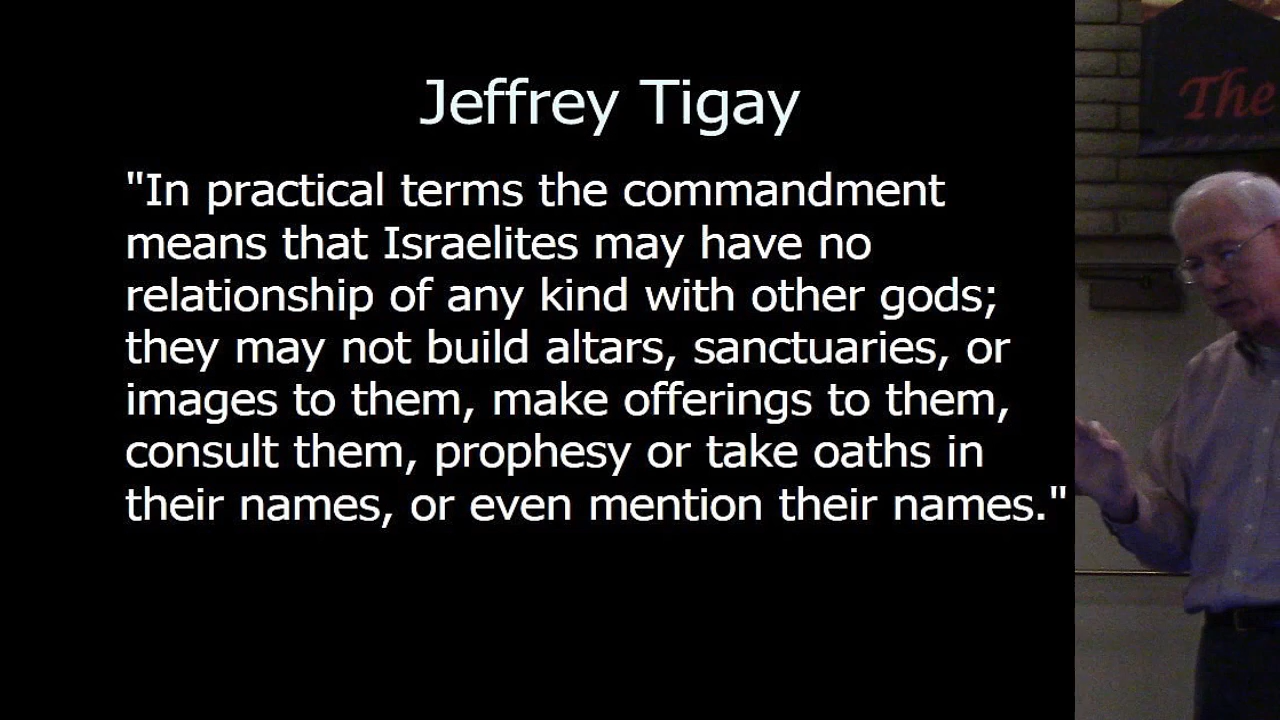 Jeffrey Tigay
"In practical terms the commandment
means that Israelites may have no
relationship of any kind with other gods;
they may not build altars, sanctuaries, or
images to them, make offerings to them,
consult them, prophesy or take oaths in
their names, or even mention their names."
The